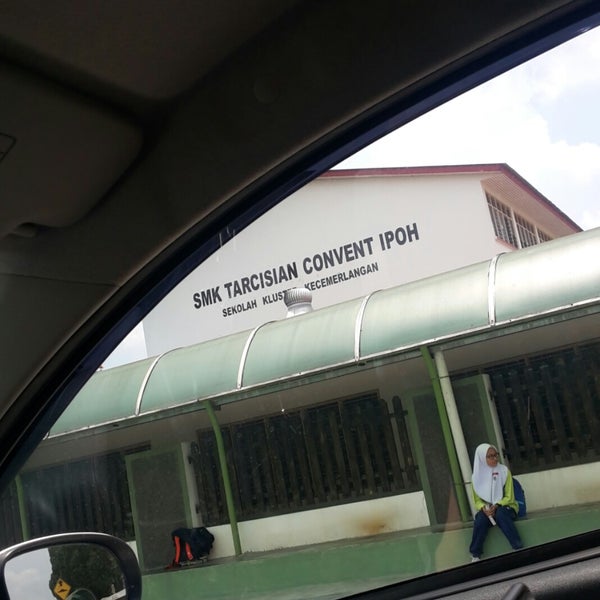 SMK TARCISIAN CONVENT IPOH
SEKOLAH KLUSTER KECEMERLANGAN